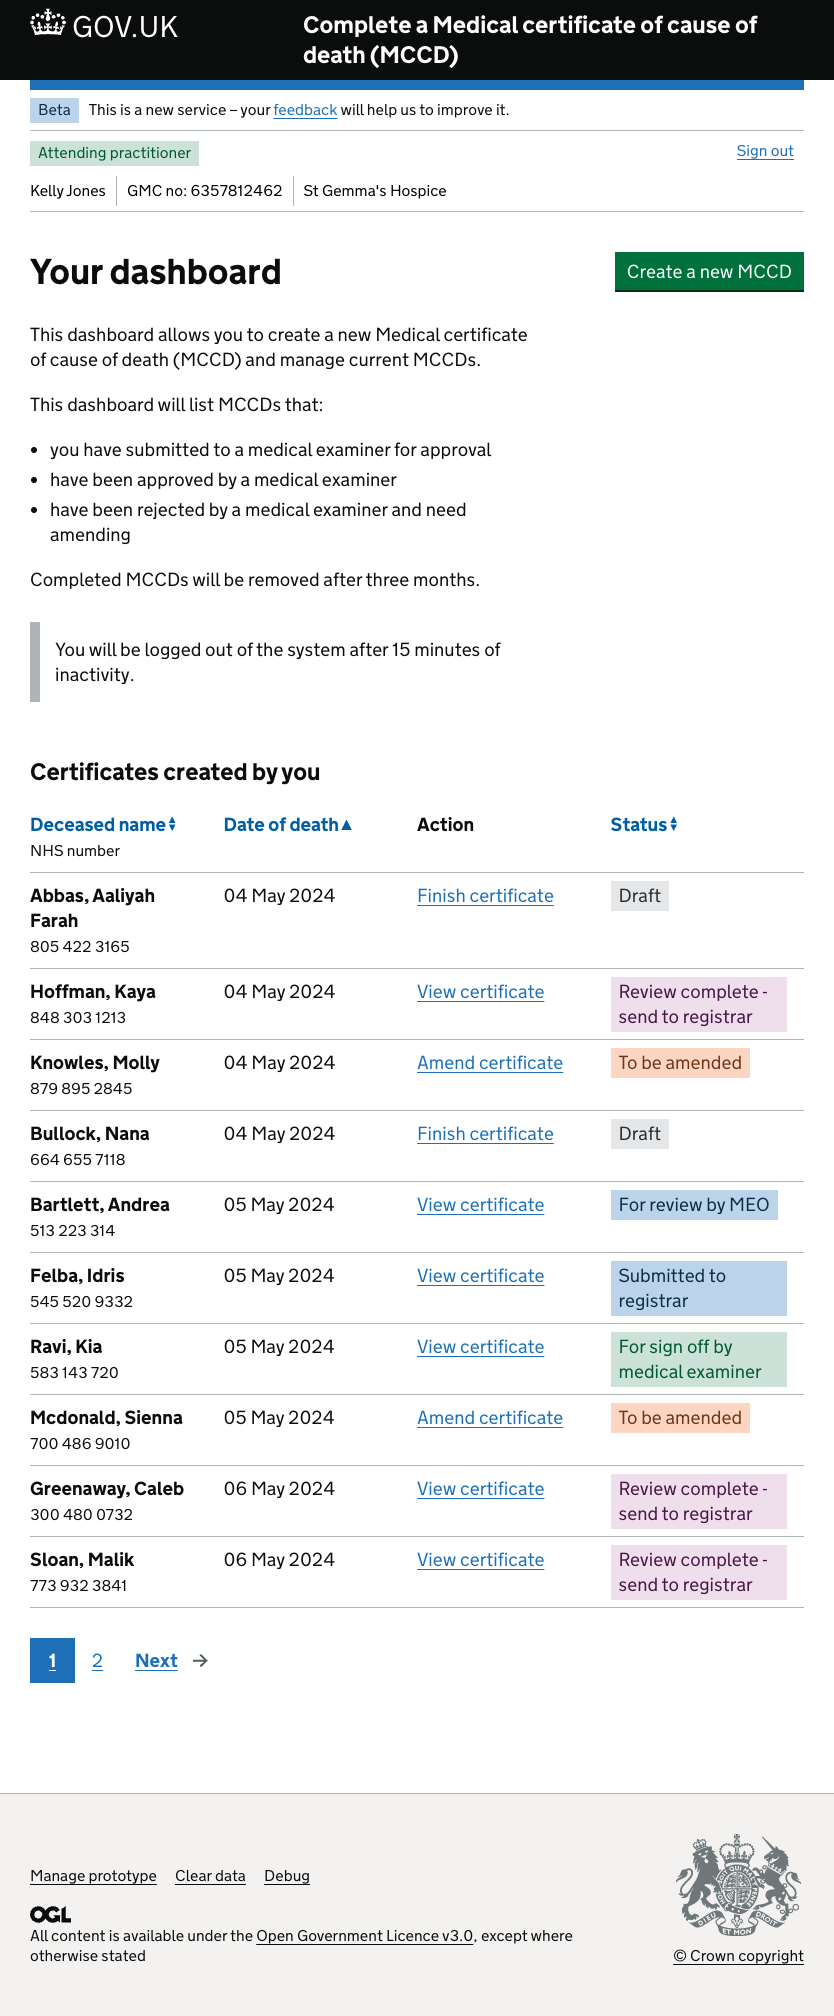 GOV.UK
Complete a Medical certificate of cause of
death (MCCD)
Beta This is a new service – your feedback will help us to improve it.
Attending practitioner Sign out
Kelly Jones GMC no: 6357812462 St Gemma's Hospice
Your dashboard Create a new MCCD
This dashboard allows you to create a new Medical certificate
of cause of death (MCCD) and manage current MCCDs.
This dashboard will list MCCDs that:
• you have submitted to a medical examiner for approval
• have been approved by a medical examiner
• have been rejected by a medical examiner and need
amending
Completed MCCDs will be removed after three months.
You will be logged out of the system after 15 minutes of
inactivity.
Certificates created by you
Deceased name Date of death Action Status
NHS number
Abbas, Aaliyah 04 May 2024 Finish certificate Draft
Farah
805 422 3165
Hoffman, Kaya 04 May 2024 View certificate Review complete -
848 303 1213 send to registrar
Knowles, Molly 04 May 2024 Amend certificate To be amended
879 895 2845
Bullock, Nana 04 May 2024 Finish certificate Draft
664 655 7118
Bartlett, Andrea 05 May 2024 View certificate For review by MEO
513 223 314
Felba, Idris 05 May 2024 View certificate Submitted to
545 520 9332 registrar
Ravi, Kia 05 May 2024 View certificate For sign off by
583 143 720 medical examiner
Mcdonald, Sienna 05 May 2024 Amend certificate To be amended
700 486 9010
Greenaway, Caleb 06 May 2024 View certificate Review complete -
300 480 0732 send to registrar
Sloan, Malik 06 May 2024 View certificate Review complete -
773 932 3841 send to registrar
1 2 Next →
Manage prototype Clear data Debug
OGL
All content is available under the Open Government Licence v3.0, except where
otherwise stated
© Crown copyright